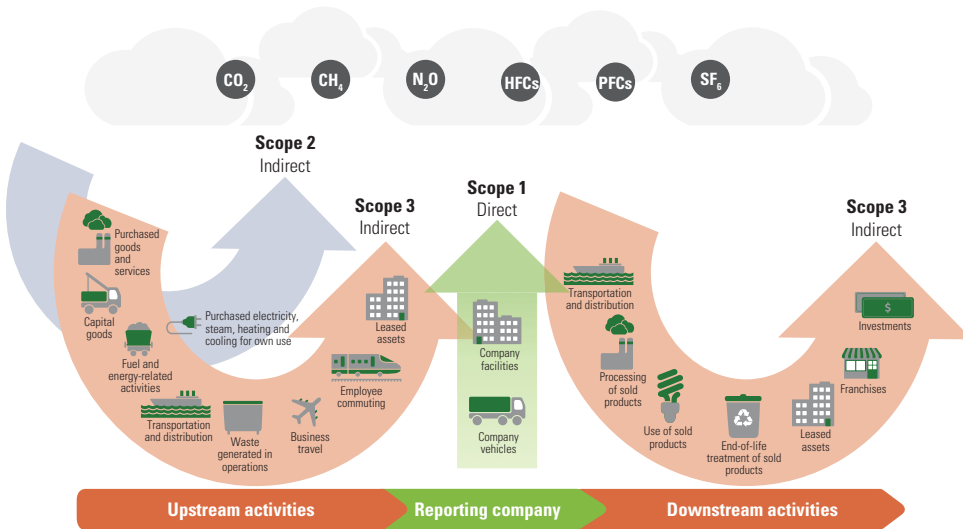 CO₂
CH₄
N₂O
HFCs
PFCs
SF₆
Scope 2
Indirect
Scope 3
Indirect
Scope 1
Direct
Scope 3
Indirect
Purchased
goods
and
services
Capital
goods
Fuel and
energy-related
activities
Purchased electricity,
steam, heating and
cooling for own use
Transportation
and distribution
Waste
generated in
operations
Business
travel
Employee
commuting
Leased
assets
Company
facilities
Company
vehicles
Transportation
and distribution
Processing
of sold
products
Use of sold
products
End-of-life
treatment of sold
products
Leased
assets
Franchises
$
Investments
Upstream activities
Reporting company
Downstream activities